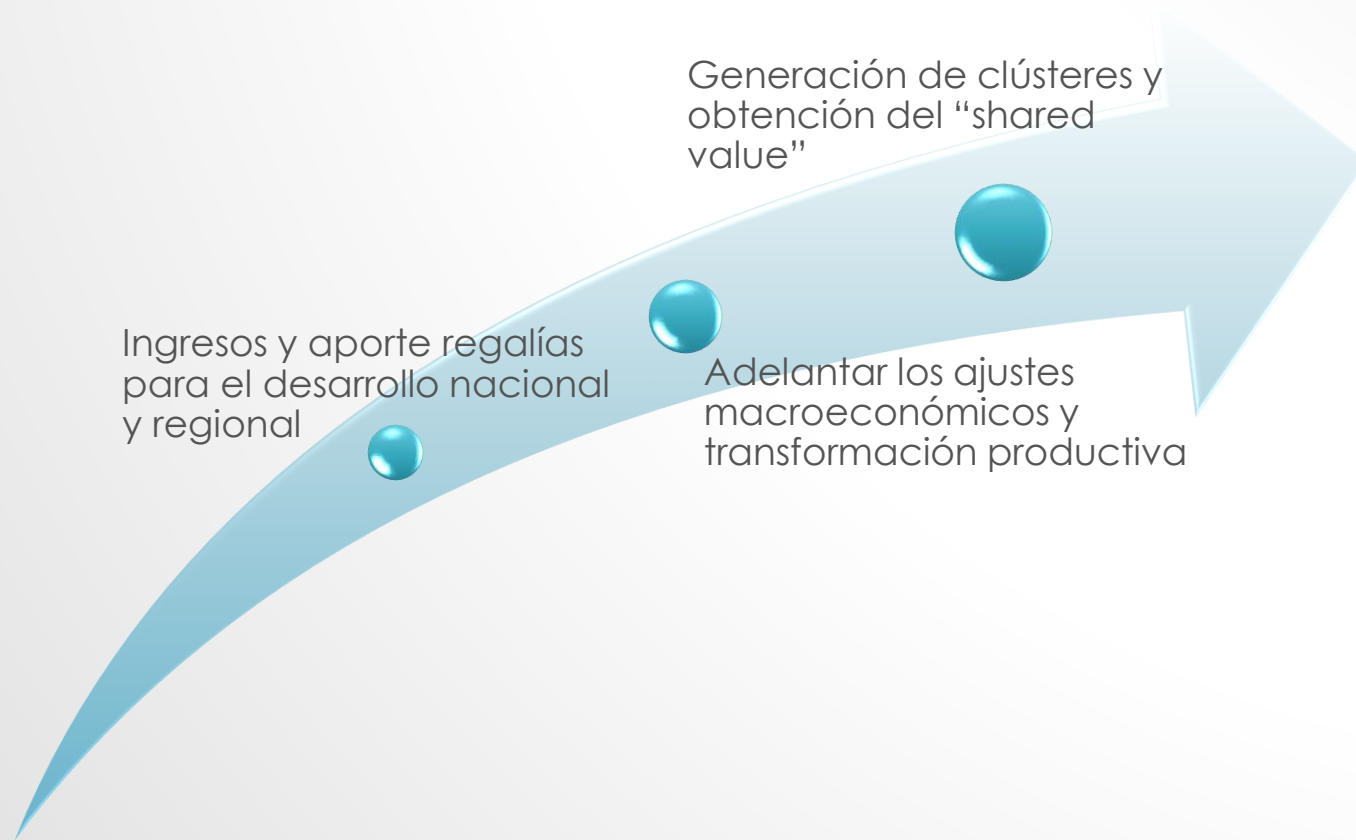 Generación de clústeres y
obtención del “shared
value”
Ingresos y aporte regalías
para el desarrollo nacional
y regional
Adelantar los ajustes
macroeconómicos y
transformación productiva